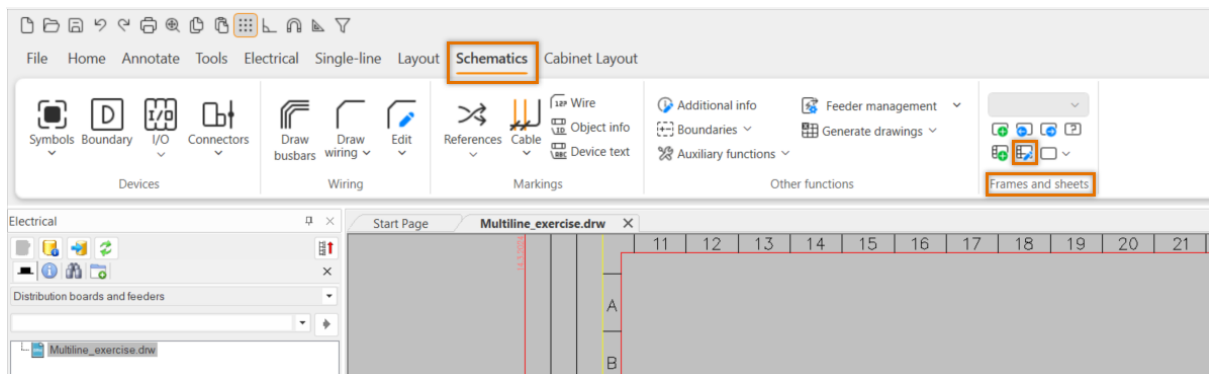 File Home Annotate Tools Electrical Single-line Layout Schematics Cabinet Layout
Symbols Boundary I/O Connectors
Devices
Draw busbars Draw wiring Edit
Wiring
References Cable
Wire
Object info
Device text
Markings
Additional info
Boundaries
Auxiliary functions
Feeder management
Generate drawings
Other functions
Frames and sheets
Electrical
Start Page Multiline_exercise.drw
Distribution boards and feeders
Multiline_exercise.drw
11 12 13 14 15 16 17 18 19 20 21
A
B